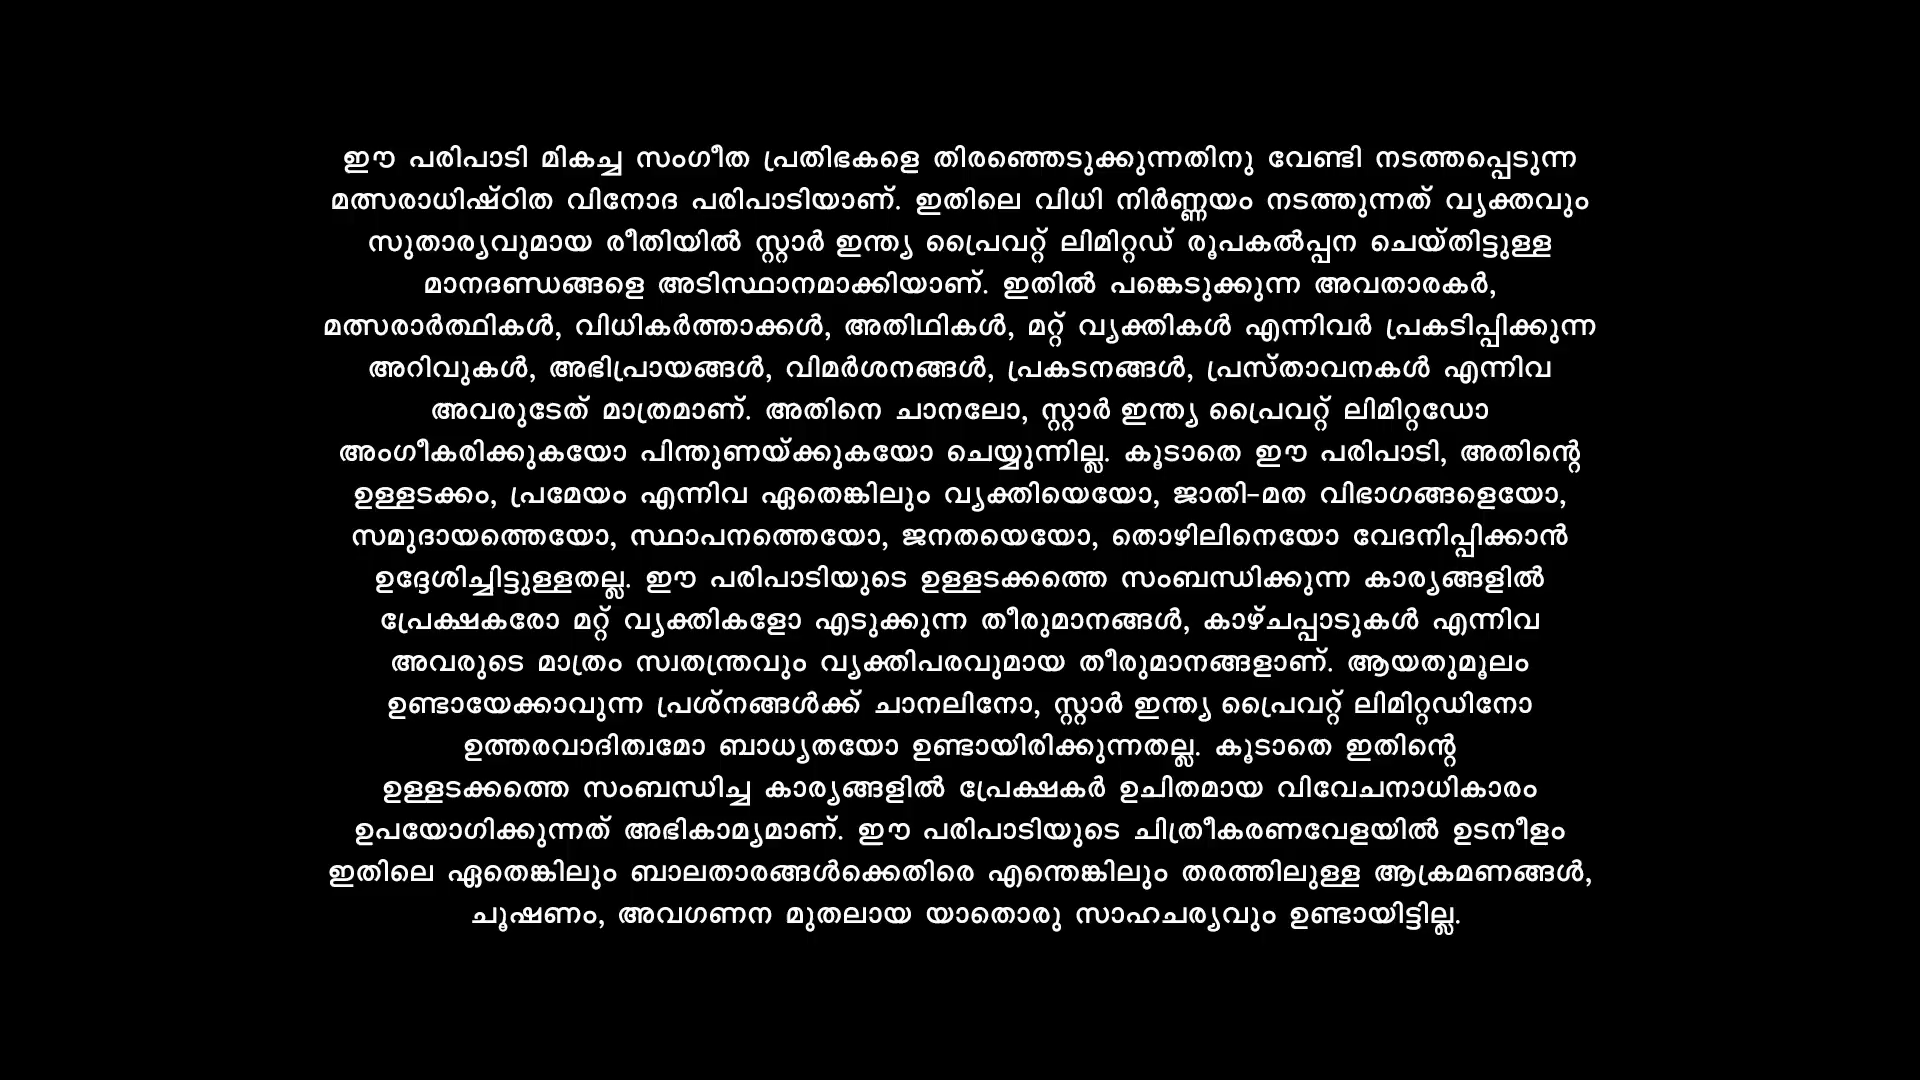 ഈ പരിപാടി മികച്ച സംഗീത പ്രതിഭകളെ തിരഞ്ഞെടുക്കുന്നതിനു വേണ്ടി നടത്തപ്പെടുന്ന
മത്സരാധിഷ്ഠിത വിനോദ പരിപാടിയാണ്. ഇതിലെ വിധി നിർണ്ണയം നടത്തുന്നത് വ്യക്തവും
സുതാര്യവുമായ രീതിയിൽ സ്റ്റാർ ഇന്ത്യ പ്രൈവറ്റ് ലിമിറ്റഡ് രൂപകൽപ്പന ചെയ്തിട്ടുള്ള
മാനദണ്ഡങ്ങളെ അടിസ്ഥാനമാക്കിയാണ്. ഇതിൽ പങ്കെടുക്കുന്ന അവതാരകർ,
മത്സരാർത്ഥികൾ, വിധികർത്താക്കൾ, അതിഥികൾ, മറ്റ് വ്യക്തികൾ എന്നിവർ പ്രകടിപ്പിക്കുന്ന
അറിവുകൾ, അഭിപ്രായങ്ങൾ, വിമർശനങ്ങൾ, പ്രകടനങ്ങൾ, പ്രസ്താവനകൾ എന്നിവ
അവരുടേത് മാത്രമാണ്. അതിനെ ചാനലോ, സ്റ്റാർ ഇന്ത്യ പ്രൈവറ്റ് ലിമിറ്റഡോ
അംഗീകരിക്കുകയോ പിന്തുണയ്ക്കുകയോ ചെയ്യുന്നില്ല. കൂടാതെ ഈ പരിപാടി, അതിന്റെ
ഉള്ളടക്കം, പ്രമേയം എന്നിവ ഏതെങ്കിലും വ്യക്തിയെയോ, ജാതി-മത വിഭാഗങ്ങളെയോ,
സമുദായത്തെയോ, സ്ഥാപനത്തെയോ, ജനതയെയോ, തൊഴിലിനെയോ വേദനിപ്പിക്കാൻ
ഉദ്ദേശിച്ചിട്ടുള്ളതല്ല. ഈ പരിപാടിയുടെ ഉള്ളടക്കത്തെ സംബന്ധിക്കുന്ന കാര്യങ്ങളിൽ
പ്രേക്ഷകരോ മറ്റ് വ്യക്തികളോ എടുക്കുന്ന തീരുമാനങ്ങൾ, കാഴ്ചപ്പാടുകൾ എന്നിവ
അവരുടെ മാത്രം സ്വതന്ത്രവും വ്യക്തിപരവുമായ തീരുമാനങ്ങളാണ്. ആയതുമൂലം
ഉണ്ടായേക്കാവുന്ന പ്രശ്നങ്ങൾക്ക് ചാനലിനോ, സ്റ്റാർ ഇന്ത്യ പ്രൈവറ്റ് ലിമിറ്റഡിനോ
ഉത്തരവാദിത്വമോ ബാധ്യതയോ ഉണ്ടായിരിക്കുന്നതല്ല. കൂടാതെ ഇതിന്റെ
ഉള്ളടക്കത്തെ സംബന്ധിച്ച കാര്യങ്ങളിൽ പ്രേക്ഷകർ ഉചിതമായ വിവേചനാധികാരം
ഉപയോഗിക്കുന്നത് അഭികാമ്യമാണ്. ഈ പരിപാടിയുടെ ചിത്രീകരണവേളയിൽ ഉടനീളം
ഇതിലെ ഏതെങ്കിലും ബാലതാരങ്ങൾക്കെതിരെ എന്തെങ്കിലും തരത്തിലുള്ള ആക്രമണങ്ങൾ,
ചൂഷണം, അവഗണന മുതലായ യാതൊരു സാഹചര്യവും ഉണ്ടായിട്ടില്ല.